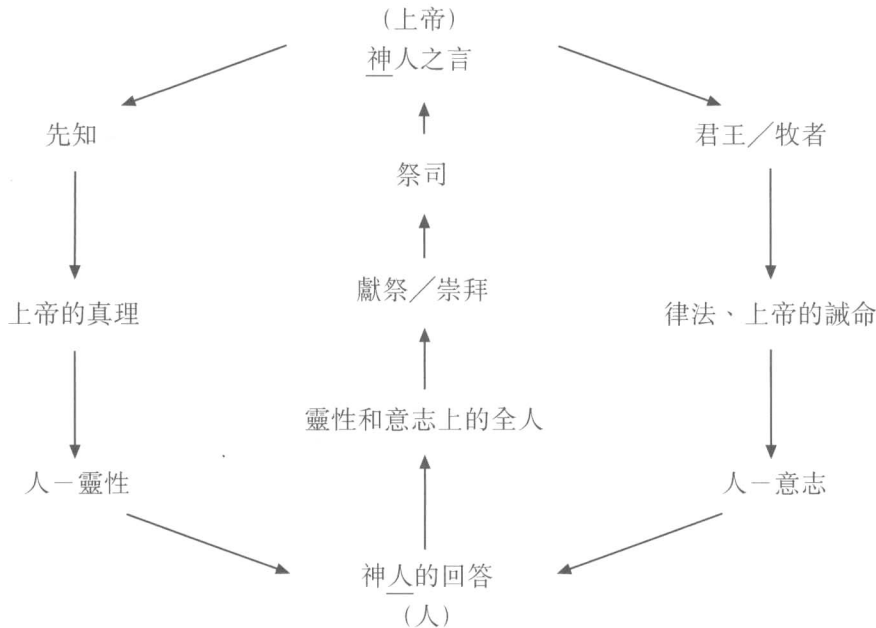 (上帝)
神人之言
先知
君王／牧者
祭司
獻祭／崇拜
上帝的真理
律法、上帝的誡命
靈性和意志上的全人
人－靈性
人－意志
神人的回答
(人)